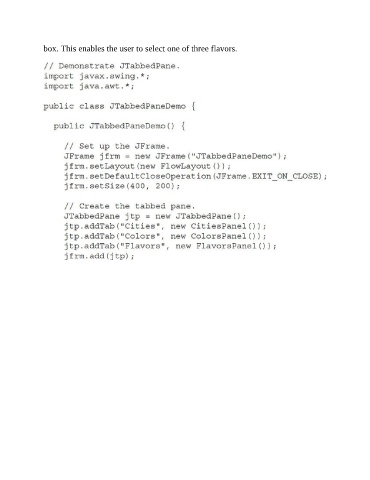 box. This enables the user to select one of three flavors.
// Demonstrate JTabbedPane.
import javax.swing.*;
import java.awt.*;
public class JTabbedPaneDemo {
public JTabbedPaneDemo() {
// Set up the JFrame.
JFrame jfrm = new JFrame("JTabbedPaneDemo");
jfrm.setLayout(new FlowLayout());
jfrm.setDefaultCloseOperation(JFrame.EXIT_ON_CLOSE);
jfrm.setSize(400, 200);
// Create the tabbed pane.
JTabbedPane jtp = new JTabbedPane();
jtp.addTab("Cities", new CitiesPanel());
jtp.addTab("Colors", new ColorsPanel());
jtp.addTab("Flavors", new FlavorsPanel());
jfrm.add(jtp);